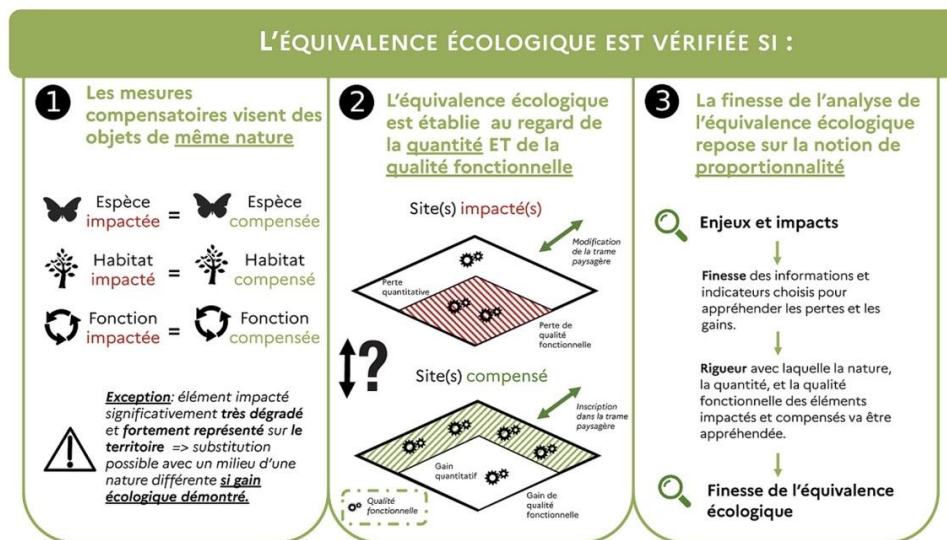 L'ÉQUIVALENCE ÉCOLOGIQUE EST VÉRIFIÉE SI :
1
Les mesures
compensatoires visent des
objets de même nature
Espèce
impactée
=
Espèce
compensée
Habitat
impacté
=
Habitat
compensé
Fonction
impactée
=
Fonction
compensée
Exception: élément impacté
significativement très dégradé
et fortement représenté sur le
territoire => substitution
possible avec un milieu d'une
nature différente si gain
écologique démontré.
2
L'équivalence écologique
est établie au regard de
la quantité ET de la
qualité fonctionnelle
Site(s) impacté(s)
Modification
de la trame
paysagère
Perte
quantitative
Perte de
qualité
fonctionnelle
?
Site(s) compensé
Inscription
dans la trame
paysagère
Gain
quantitatif
Gain de
qualité
fonctionnelle
Qualité
fonctionnelle
3
La finesse de l'analyse de
l'équivalence écologique
repose sur la notion de
proportionnalité
Enjeux et impacts
Finesse des informations et
indicateurs choisis pour
appréhender les pertes et les
gains.
Rigueur avec laquelle la nature,
la quantité, et la qualité
fonctionnelle des éléments
impactés et compensés va être
appréhendée.
Finesse de l'équivalence
écologique